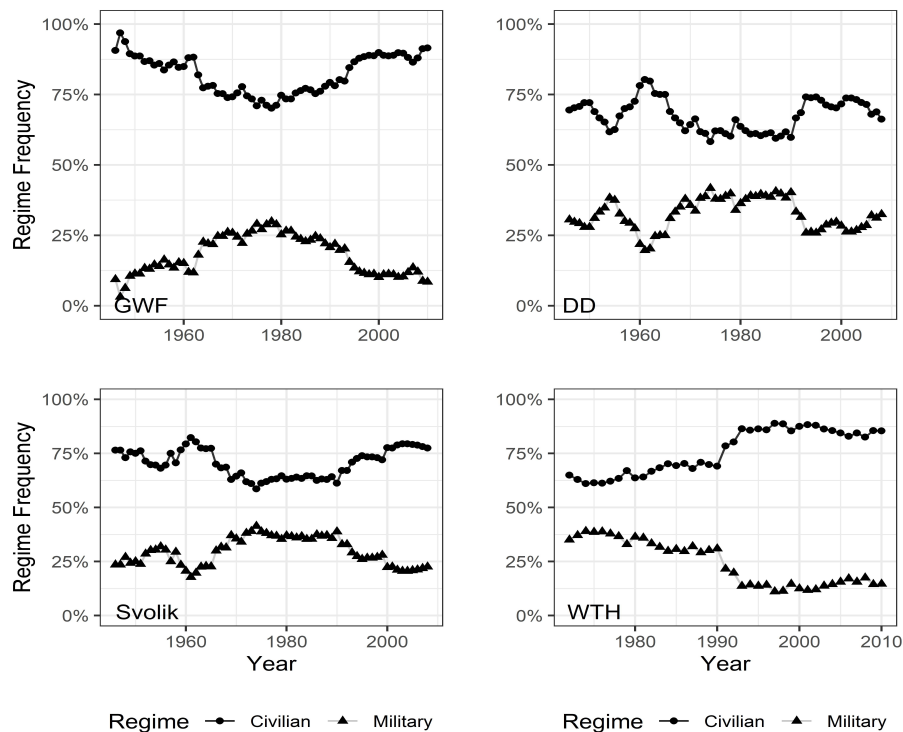 100%
75%
50%
25%
0%
Regime Frequency
GWF
1960 1980 2000
100%
75%
50%
25%
0%
DD
1960 1980 2000
100%
75%
50%
25%
0%
Regime Frequency
Svolik
1960 1980 2000
Year
100%
75%
50%
25%
0%
WTH
1980 1990 2000 2010
Year
Regime Civilian Military
Regime Civilian Military